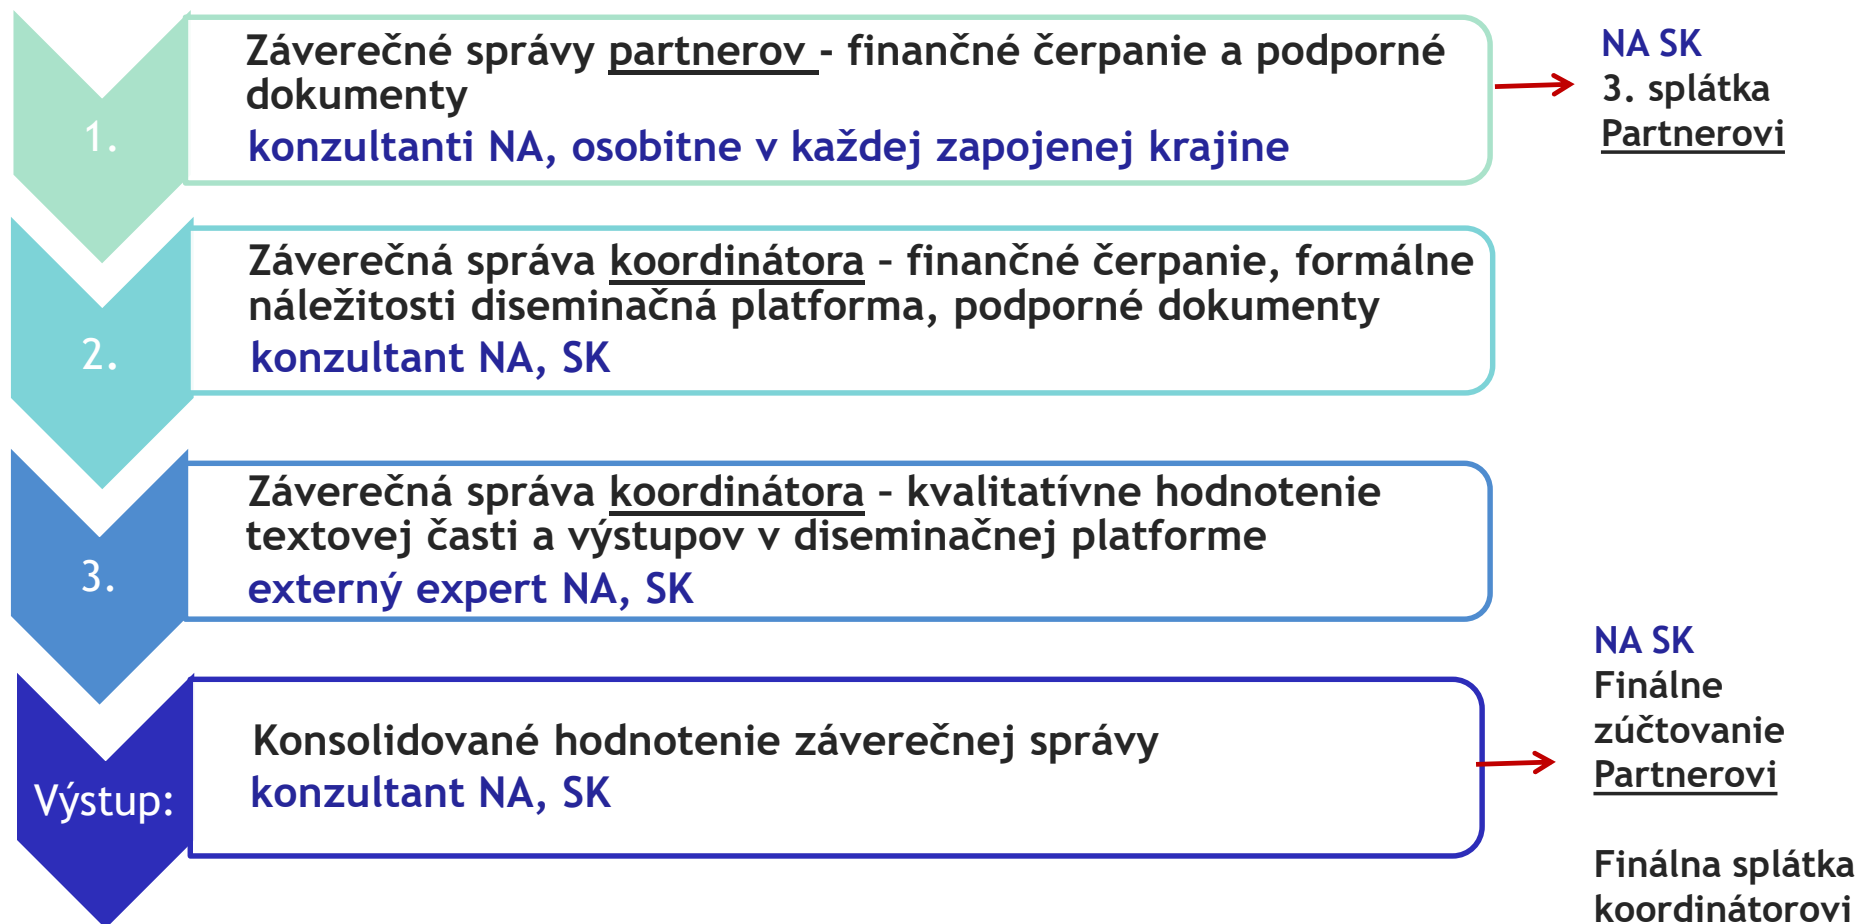 1.
Záverečné správy partnerov - finančné čerpanie a podporné
dokumenty
konzultanti NA, osobitne v každej zapojenej krajine
NA SK
3. splátka
Partnerovi
2.
Záverečná správa koordinátora – finančné čerpanie, formálne
náležitosti diseminačná platforma, podporné dokumenty
konzultant NA, SK
3.
Záverečná správa koordinátora – kvalitatívne hodnotenie
textovej časti a výstupov v diseminačnej platforme
externý expert NA, SK
Výstup:
Konsolidované hodnotenie záverečnej správy
konzultant NA, SK
NA SK
Finálne
zúčtovanie
Partnerovi
Finálna splátka
koordinátorovi